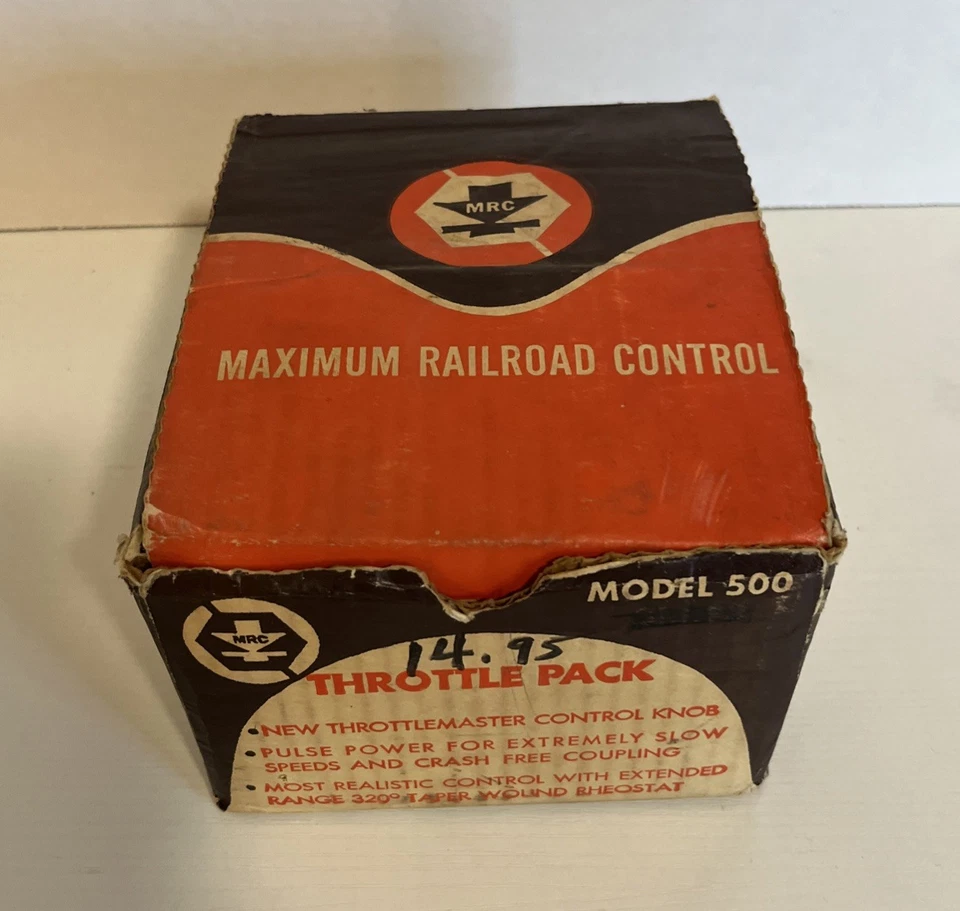 MRC
MAXIMUM RAILROAD CONTROL
MODEL 500
MRC
14.95
THROTTLE PACK
• NEW THROTTLEMASTER CONTROL KNOB
• PULSE POWER FOR EXTREMELY SLOW
SPEEDS AND CRASH FREE COUPLING
• MOST REALISTIC CONTROL WITH EXTENDED
RANGE 320° TAPER WOUND RHEOSTAT